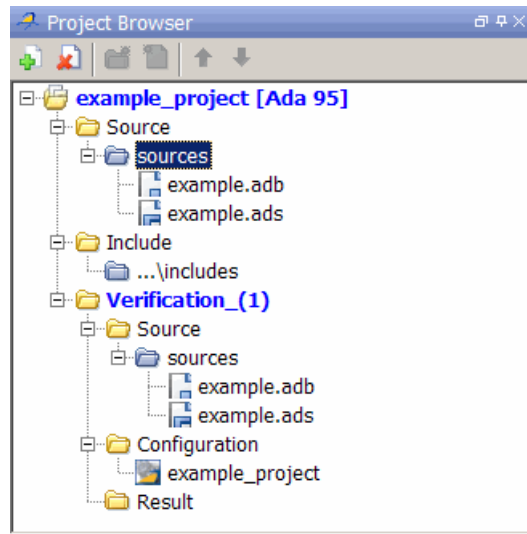 Project Browser
example_project [Ada 95]
Source
sources
example.adb
example.ads
Include
...\includes
Verification_(1)
Source
sources
example.adb
example.ads
Configuration
example_project
Result